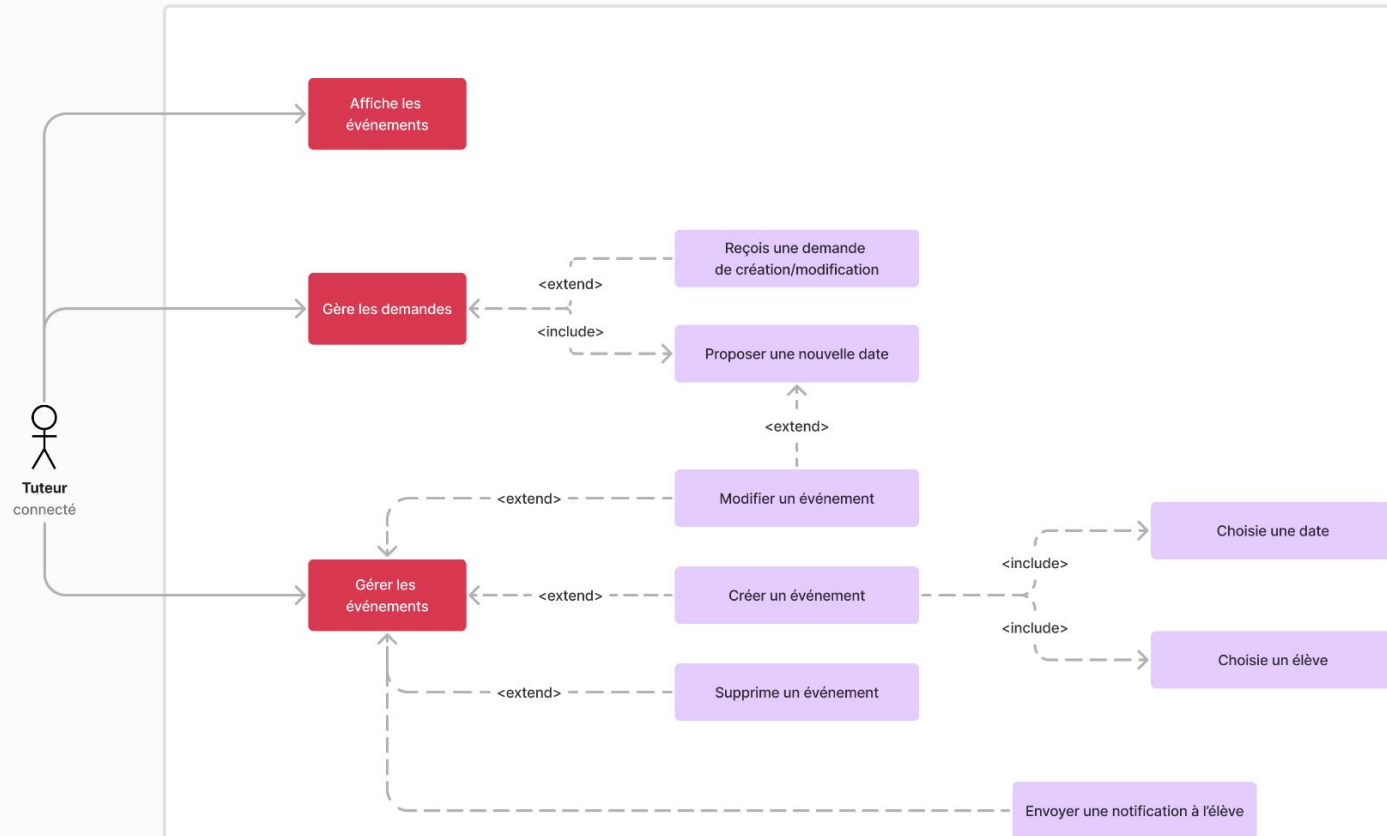 Affiche les
événements
Reçois une demande
de création/modification
<extend>
Gère les demandes
<include>
Proposer une nouvelle date
<extend>
Tuteur
connecté
<extend>
Modifier un événement
Choisie une date
<include>
Gérer les
événements
<extend>
Créer un événement
<include>
Choisie un élève
<extend>
Supprime un événement
Envoyer une notification à l'élève